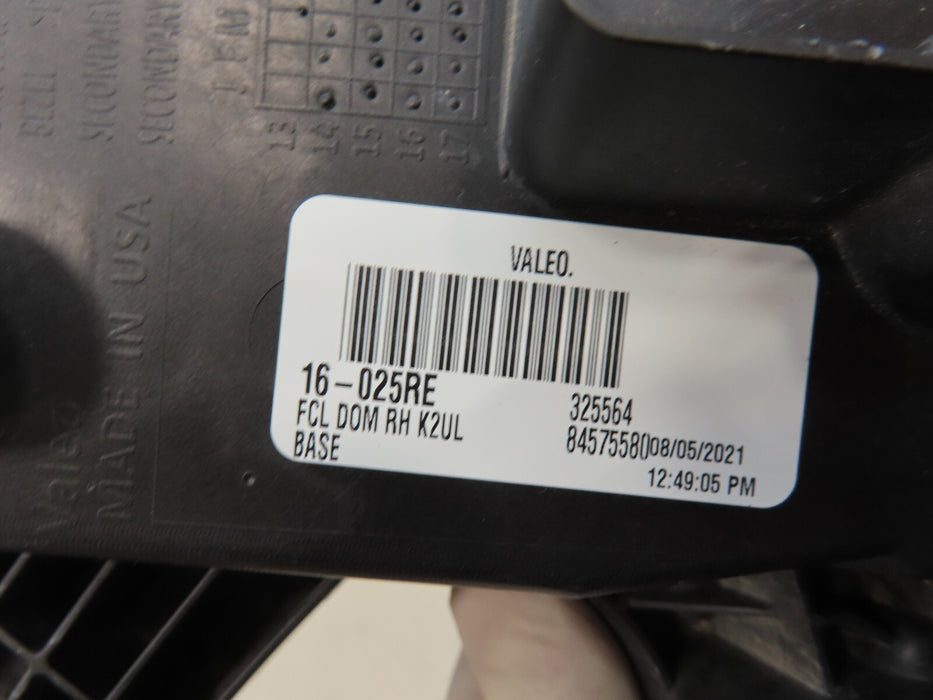 J F M
13 14 15 16 17
BEZEL
SECONDARY
SECONDARY
MADE IN USA
Valeo
VALEO.
16-025RE
FCL DOM RH K2UL
BASE
325564
84575580
08/05/2021
12:49:05 PM